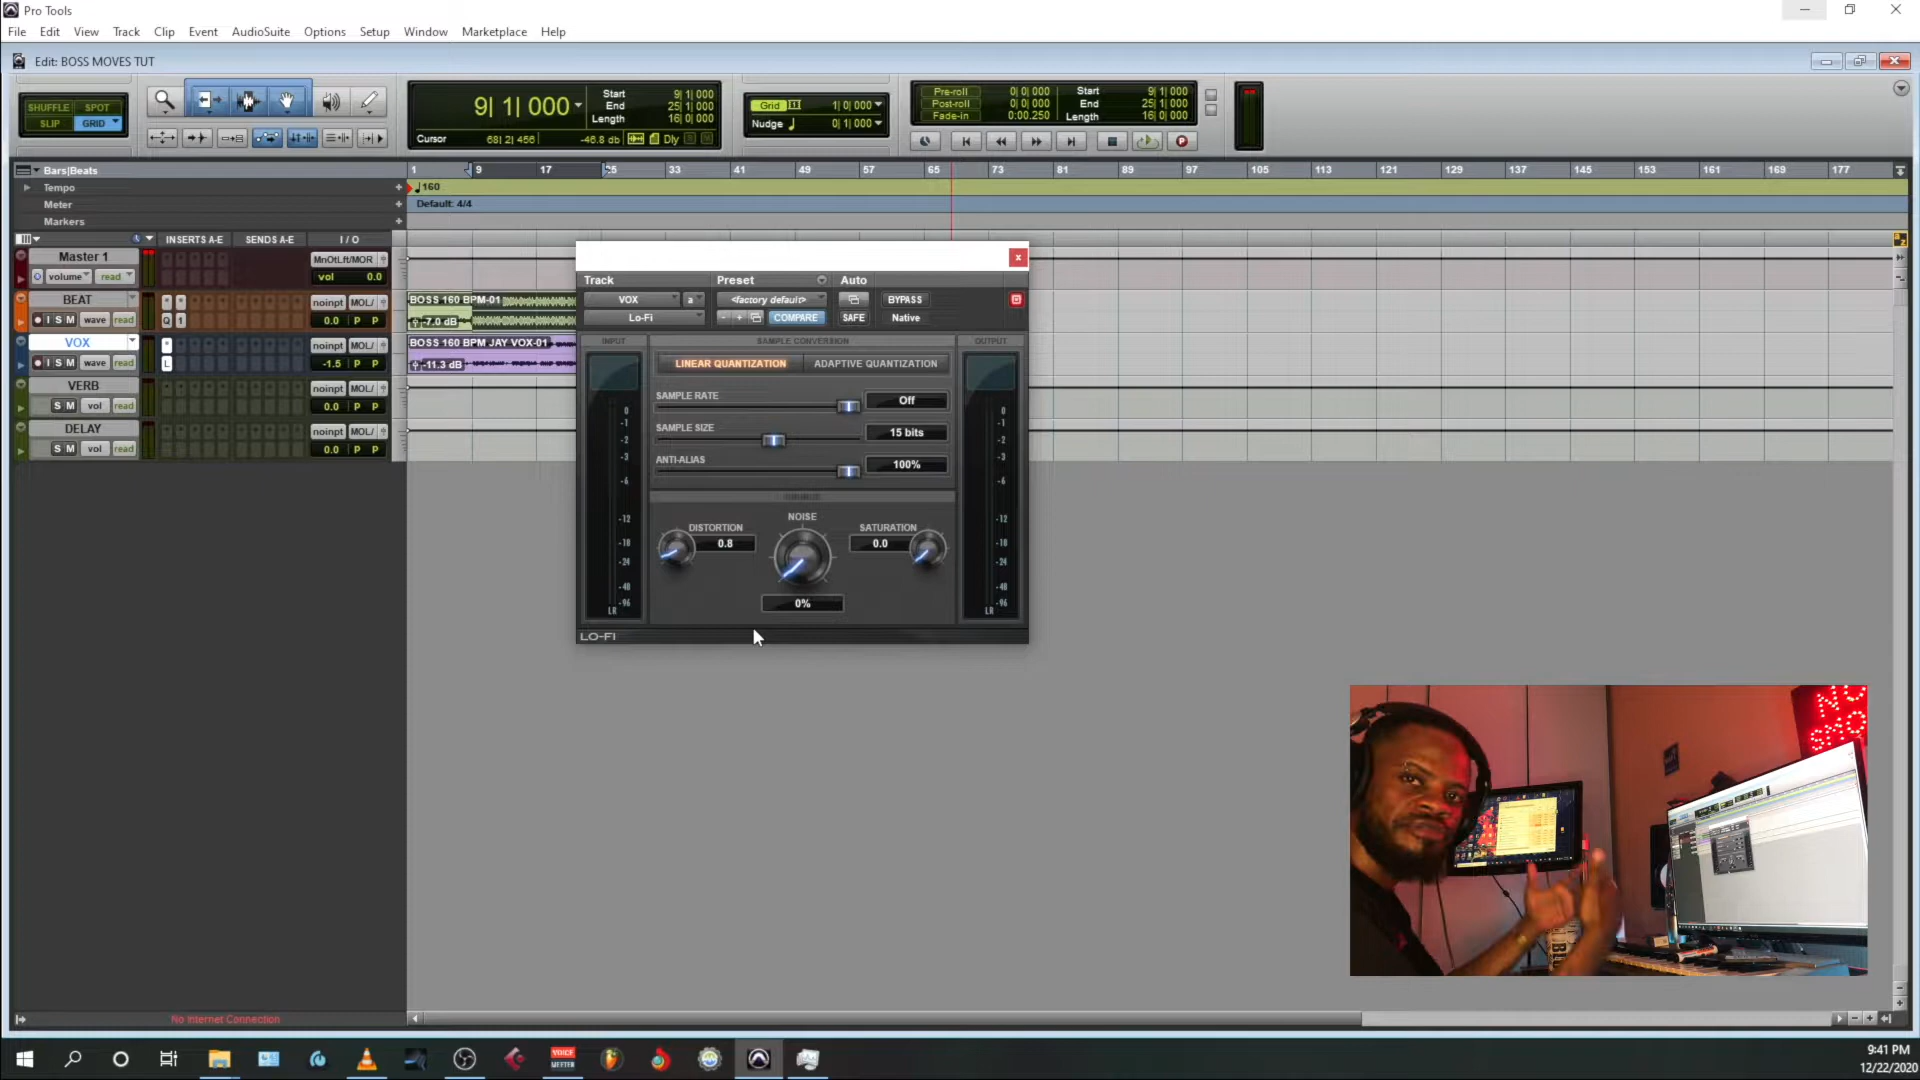 Pro Tools
File Edit View Track Clip Event AudioSuite Options Setup Window Marketplace Help
Edit: BOSS MOVES TUT
SHUFFLE SPOT
SLIP GRID
9| 1| 000
Start 9| 1| 000
End 25| 1| 000
Length 16| 0| 000
Cursor 68| 2| 456 -46.8 db Dly
Grid 1| 0| 000
Nudge 0| 1| 000
Pre-roll 0| 0| 000
Post-roll 0| 0| 000
Fade-in 0:00.250
Start 9| 1| 000
End 25| 1| 000
Length 16| 0| 000
Bars|Beats 1 9 17 25 33 41 49 57 65 73 81 89 97 105 113 121 129 137 145 153 161 169 177
Tempo 160
Meter Default: 4/4
Markers
INSERTS A-E SENDS A-E I / O
Master 1 MnOtLft/MOR
volume read vol 0.0
BEAT noinpt MOL/ BOSS 160 BPM-01
I S M wave read Q 1 0.0 P P -7.0 dB
VOX noinpt MOL/ BOSS 160 BPM JAY VOX-01
I S M wave read L -1.5 P P -11.3 dB
VERB noinpt MOL/
S M vol read 0.0 P P
DELAY noinpt MOL/
S M vol read 0.0 P P
Track Preset Auto
VOX a <factory default> BYPASS
Lo-Fi - + COMPARE SAFE Native
INPUT SAMPLE CONVERSION OUTPUT
LINEAR QUANTIZATION ADAPTIVE QUANTIZATION
SAMPLE RATE Off
SAMPLE SIZE 15 bits
ANTI-ALIAS 100%
DISTORTION 0.8
NOISE
0%
SATURATION 0.0
0 -1 -2 -3 -6 -12 -18 -24 -48 -96
LR
0 -1 -2 -3 -6 -12 -18 -24 -48 -96
LR
LO-FI
NO
SMO
No Internet Connection
VOICE
9:41 PM
12/22/2020